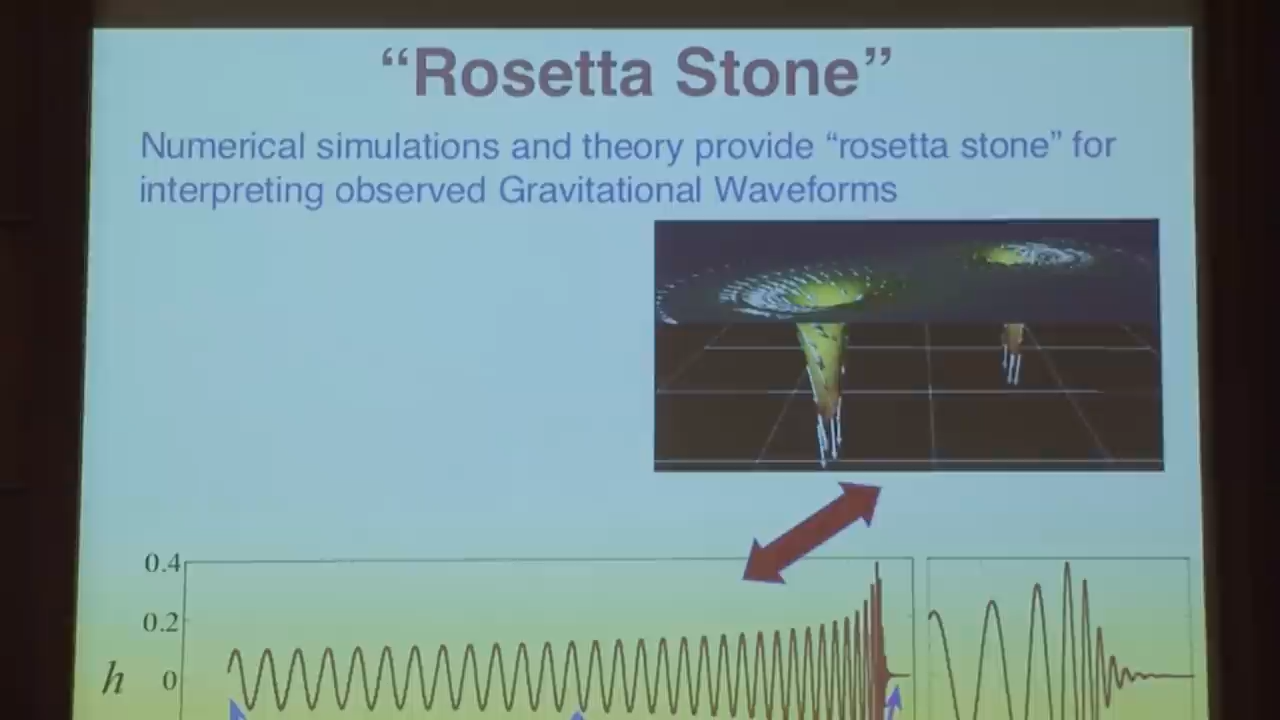 “Rosetta Stone”
Numerical simulations and theory provide “rosetta stone” for
interpreting observed Gravitational Waveforms
0.4
0.2
h
0